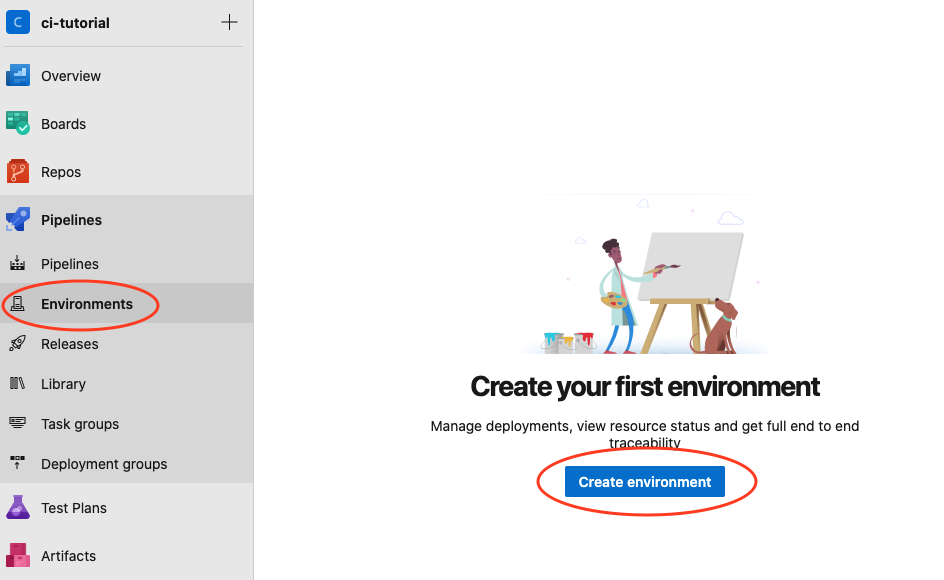 C ci-tutorial +
Overview
Boards
Repos
Pipelines
Pipelines
Environments
Releases
Library
Task groups
Deployment groups
Test Plans
Artifacts
Create your first environment
Manage deployments, view resource status and get full end to end
traceability
Create environment